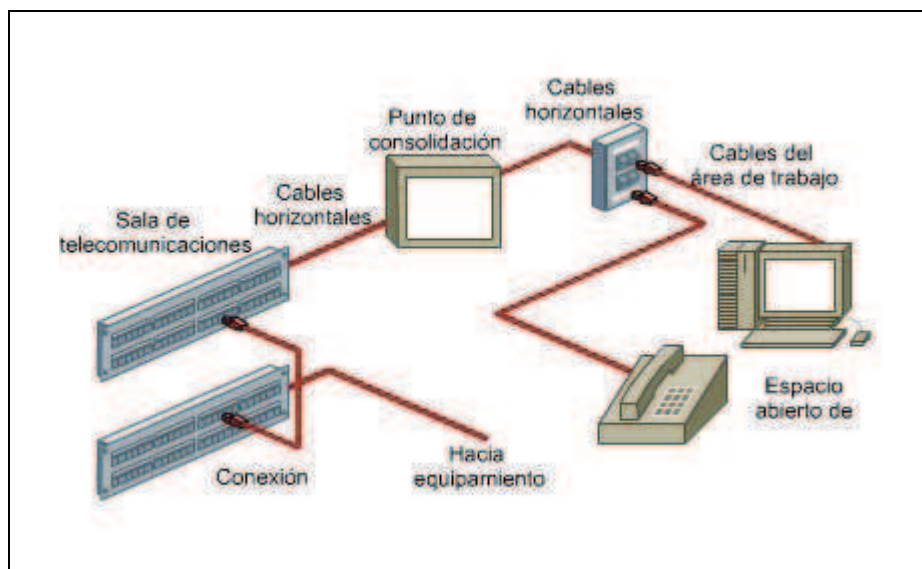 Cables
horizontales
Punto de
consolidación
Cables del
área de trabajo
Cables
horizontales
Sala de
telecomunicaciones
Espacio
abierto de
Hacia
equiparniento
Conexión